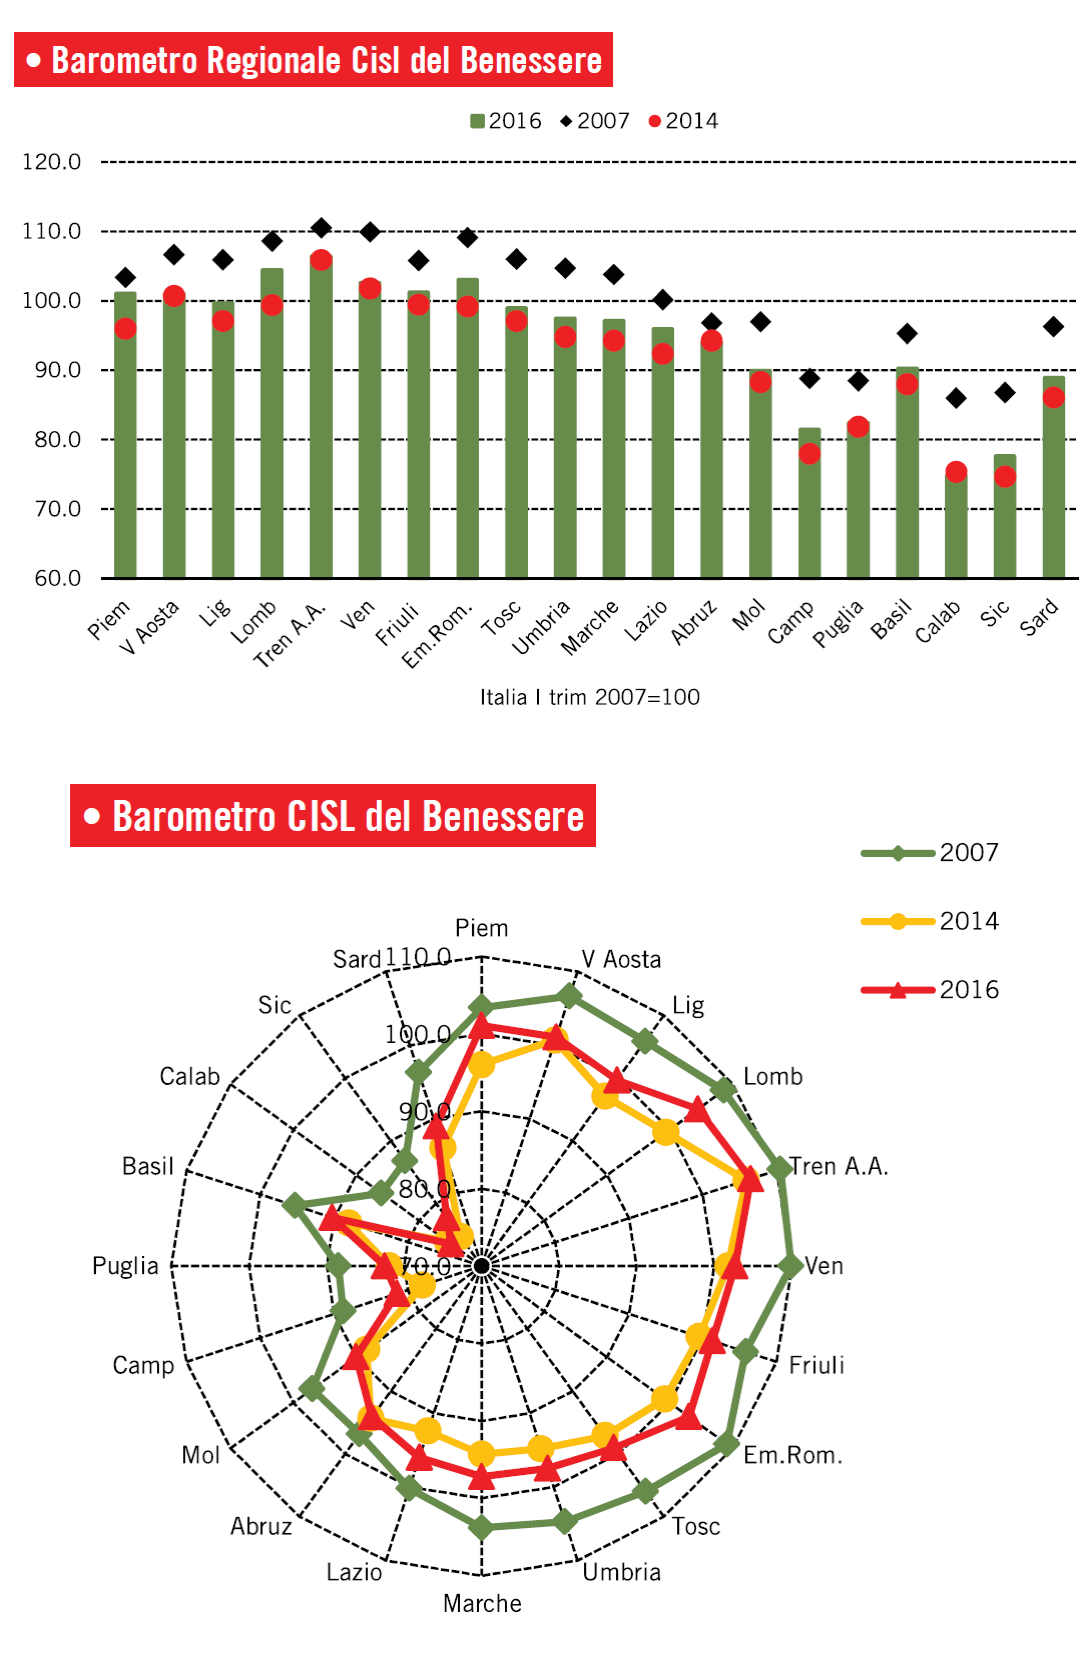 • Barometro Regionale Cisl del Benessere
2016 2007 2014
120.0
110.0
100.0
90.0
80.0
70.0
60.0
Piem V Aosta Lig Lomb Tren A.A. Ven Friuli Em.Rom. Tosc Umbria Marche Lazio Abruz Mol Camp Puglia Basil Calab Sic Sard
Italia I trim 2007=100
• Barometro CISL del Benessere
2007
2014
2016
Piem
V Aosta
Lig
Lomb
Tren A.A.
Ven
Friuli
Em.Rom.
Tosc
Umbria
Marche
Lazio
Abruz
Mol
Camp
Puglia
Basil
Calab
Sic
Sard
110.0
100.0
90.0
80.0
70.0